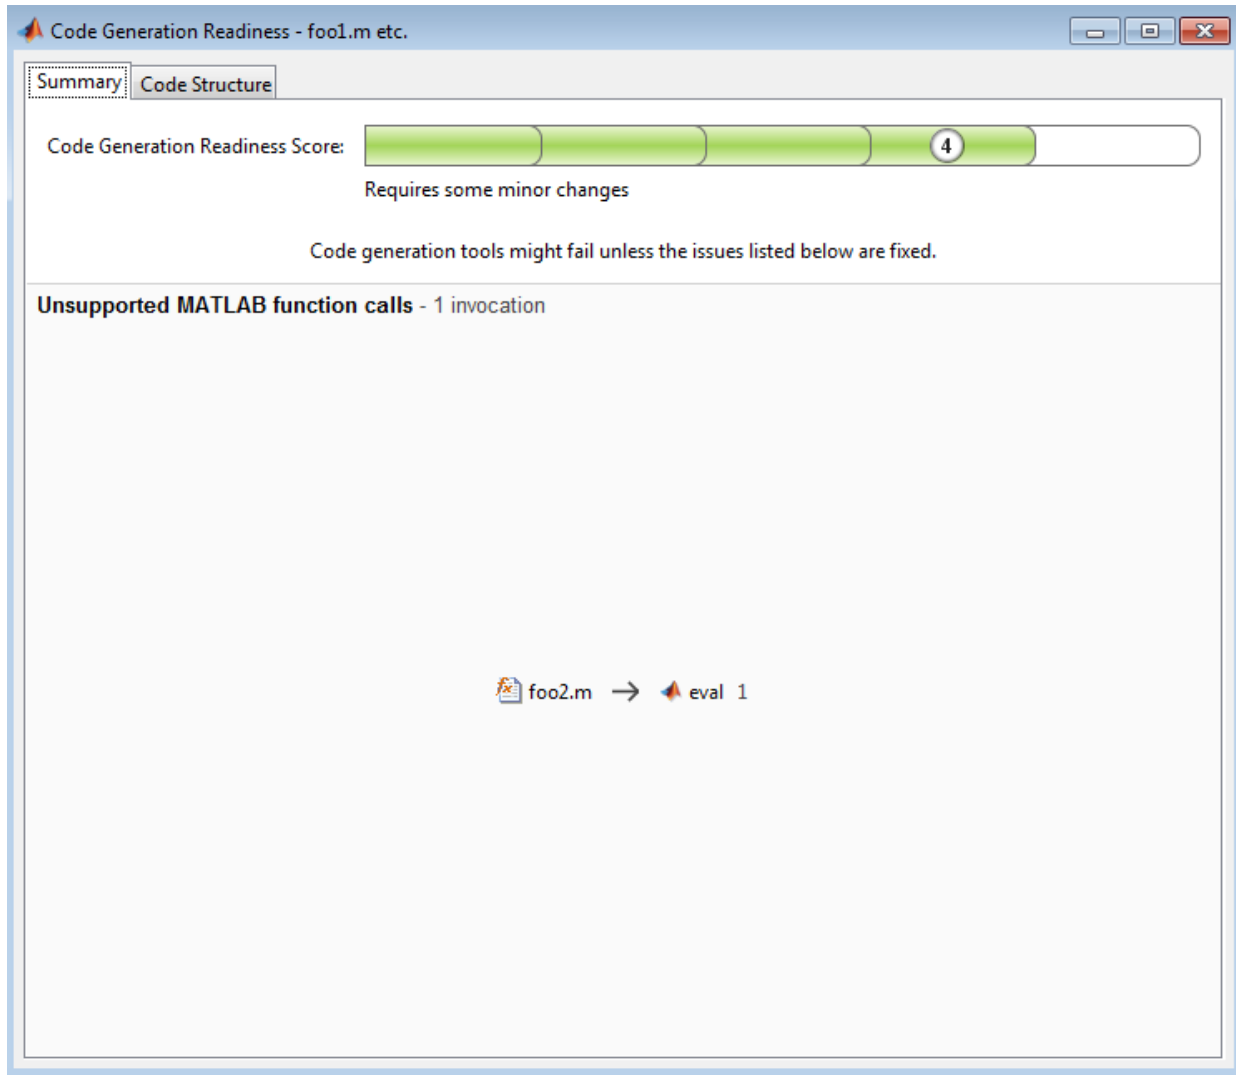 Code Generation Readiness - foo1.m etc.
Summary Code Structure
Code Generation Readiness Score: 4
Requires some minor changes
Code generation tools might fail unless the issues listed below are fixed.
Unsupported MATLAB function calls - 1 invocation
foo2.m → eval 1